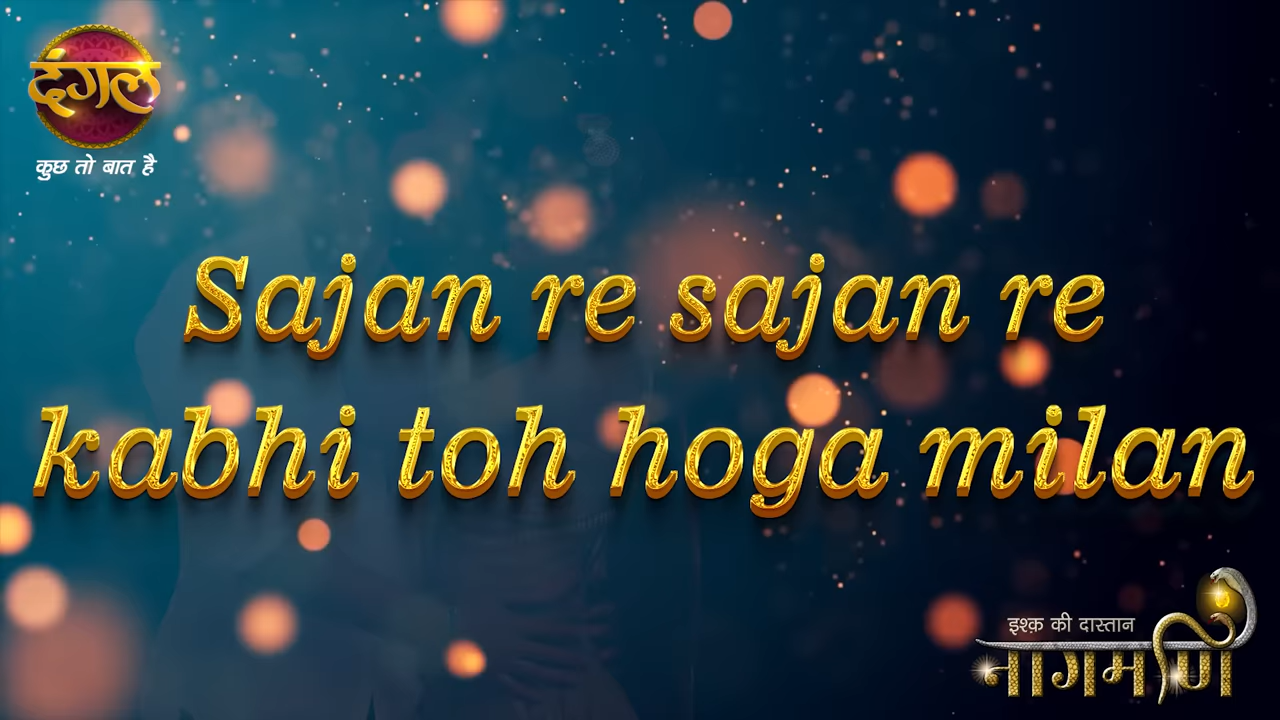 दंगल
कुछ तो बात है
Sajan re sajan re
kabhi toh hoga milan
इश्क़ की दास्तान
नागमणि